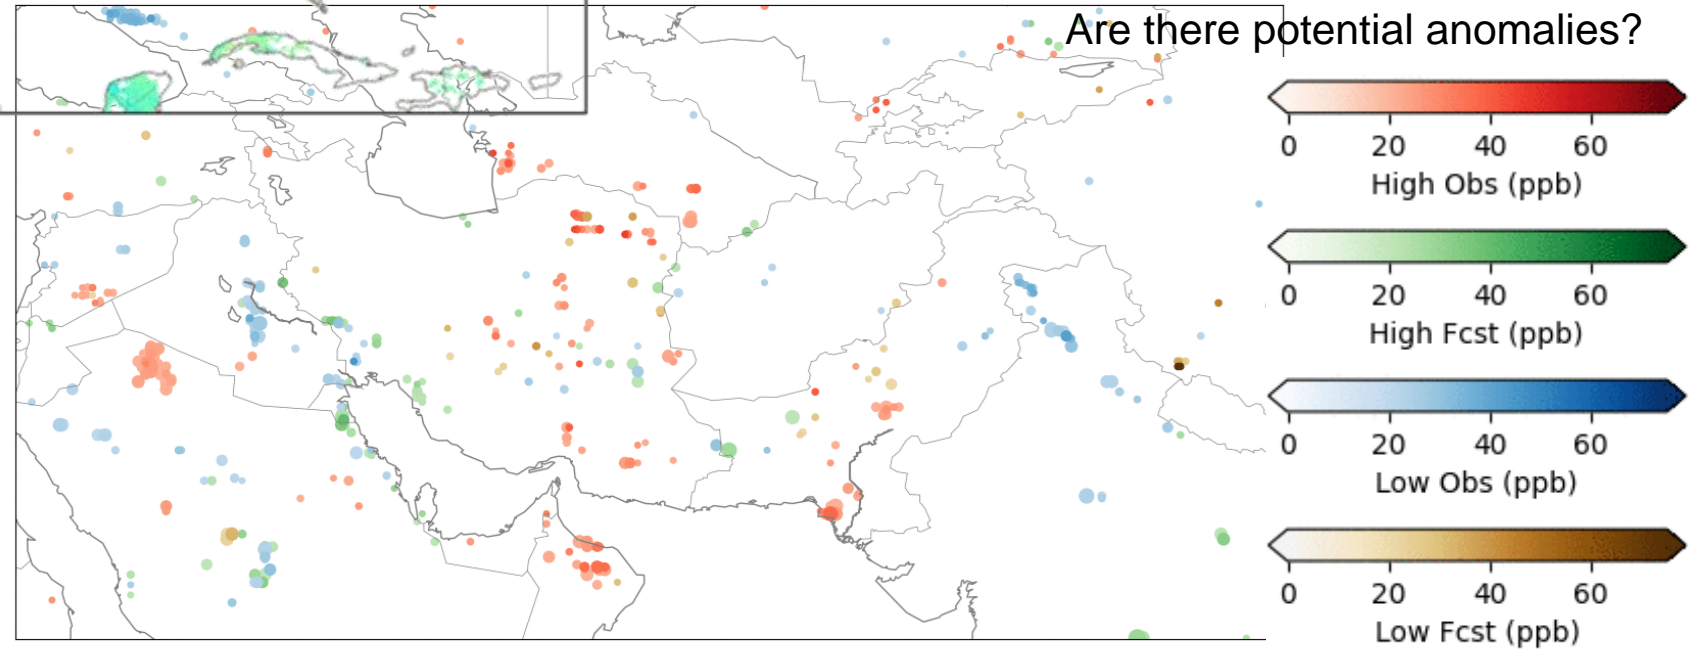 Are there potential anomalies?
0 20 40 60
High Obs (ppb)
0 20 40 60
High Fcst (ppb)
0 20 40 60
Low Obs (ppb)
0 20 40 60
Low Fcst (ppb)